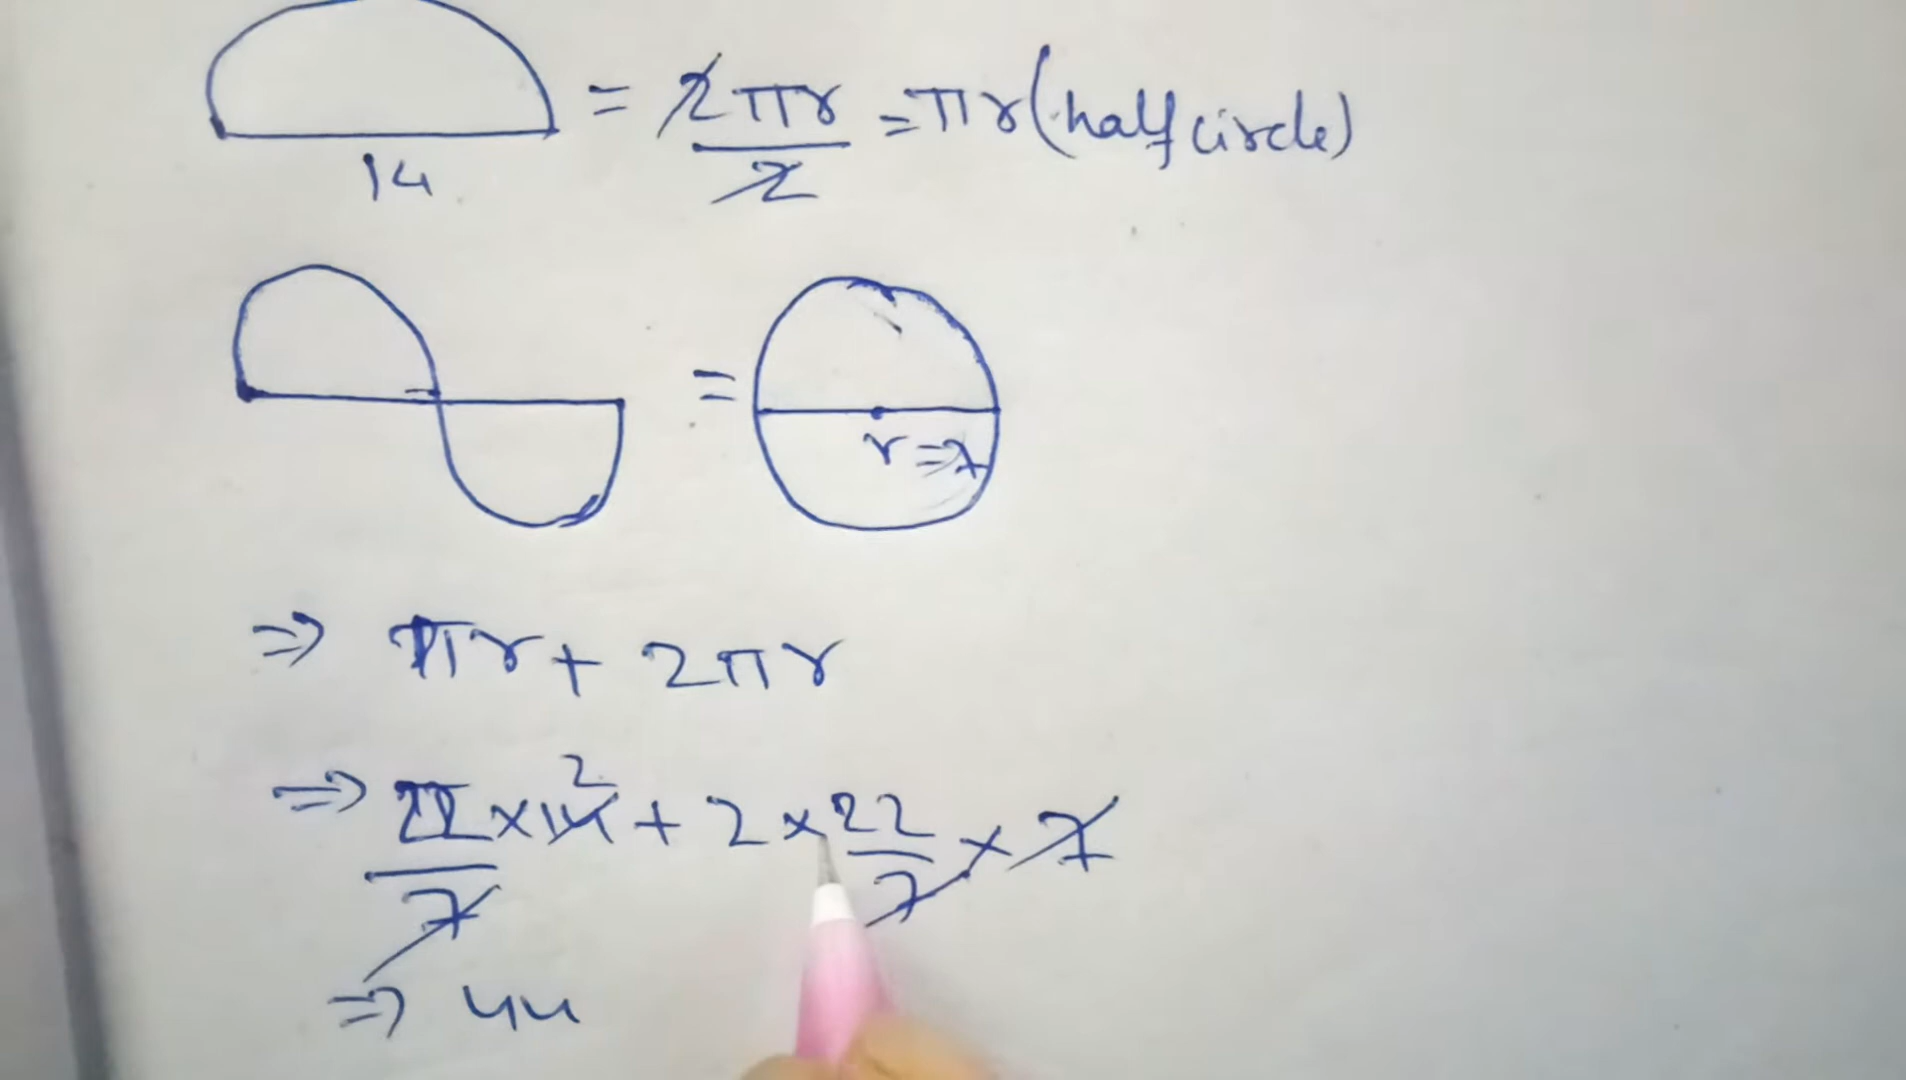 = 2πr/2 = πr (half circle)
14
=
r = 7
⇒ πr + 2πr
⇒ 22/7 × 14 2 + 2 × 22/7 × 7
⇒ 44